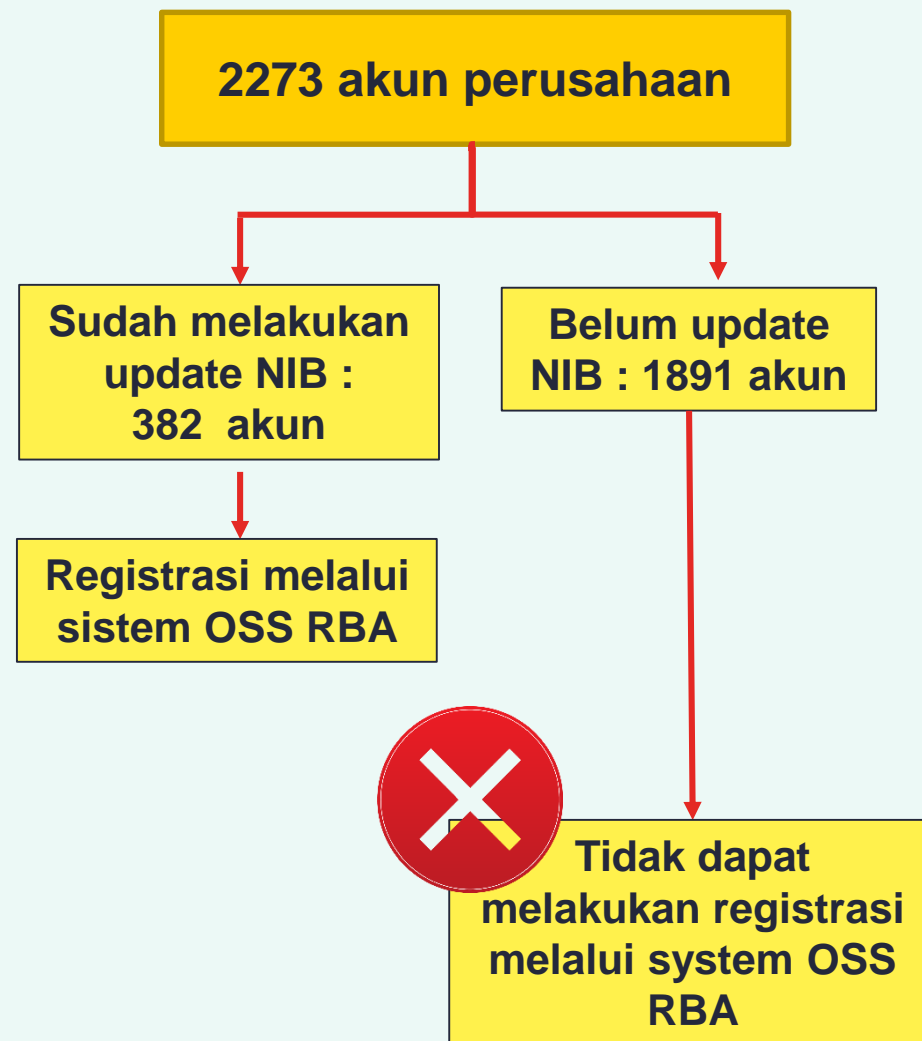 2273 akun perusahaan
Sudah melakukan
update NIB :
382 akun
Belum update
NIB : 1891 akun
Registrasi melalui
sistem OSS RBA
Tidak dapat
melakukan registrasi
melalui system OSS
RBA